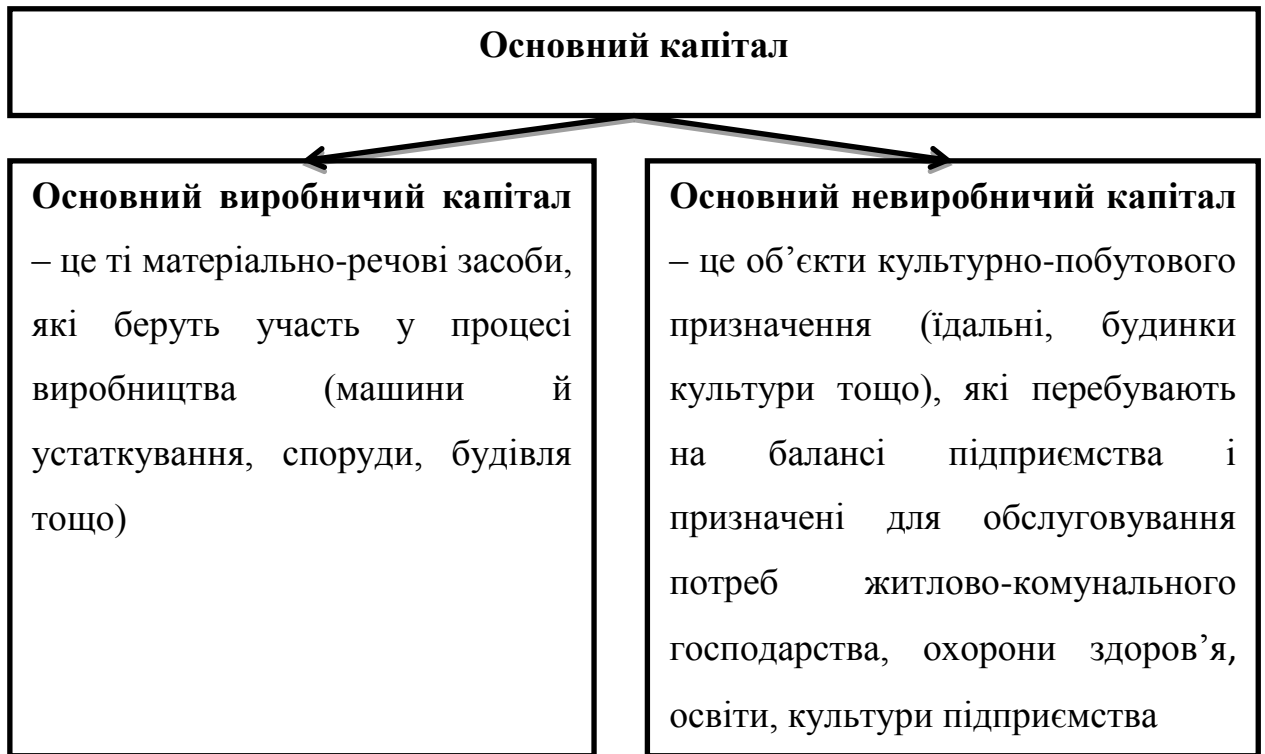 Основний капітал
Основний виробничий капітал
– це ті матеріально-речові засоби,
які беруть участь у процесі
виробництва (машини й
устаткування, споруди, будівля
тощо)
Основний невиробничий капітал
– це об’єкти культурно-побутового
призначення (їдальні, будинки
культури тощо), які перебувають
на балансі підприємства і
призначені для обслуговування
потреб житлово-комунального
господарства, охорони здоров’я,
освіти, культури підприємства